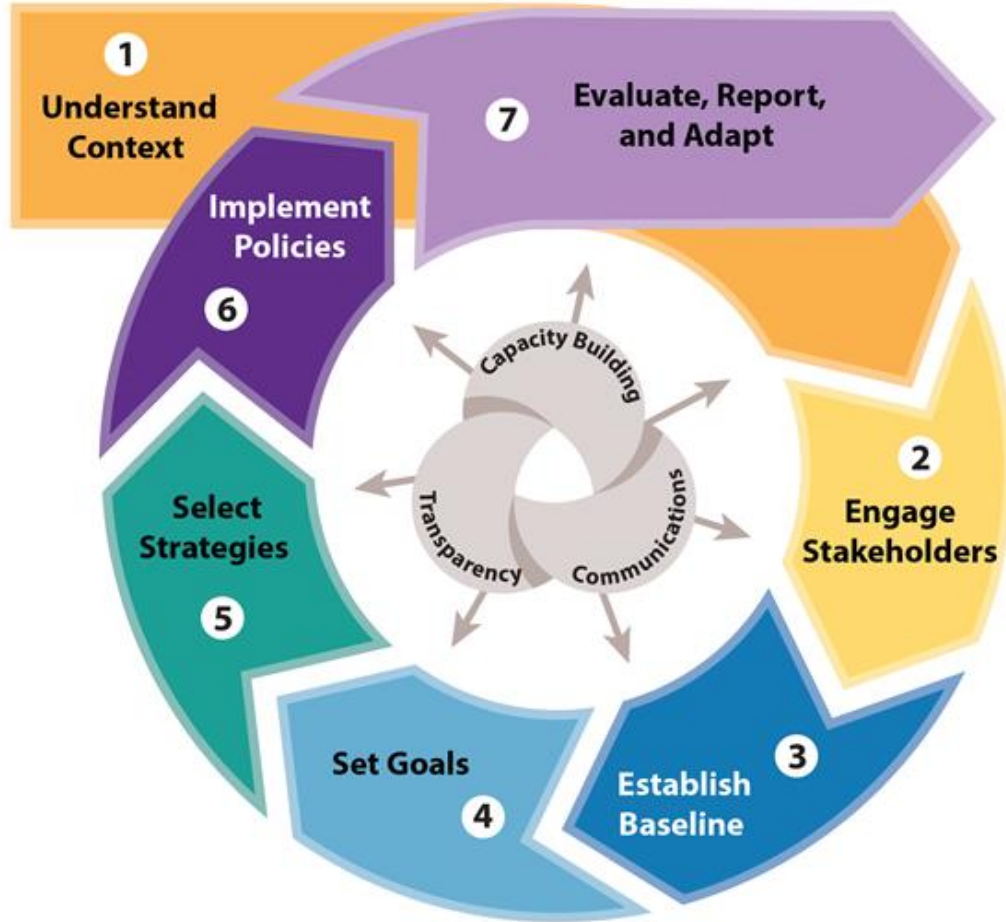 1
Understand
Context
7
Evaluate, Report,
and Adapt
Implement
Policies
6
Capacity Building
Transparency
Communications
2
Engage
Stakeholders
Select
Strategies
5
3
Establish
Baseline
Set Goals
4